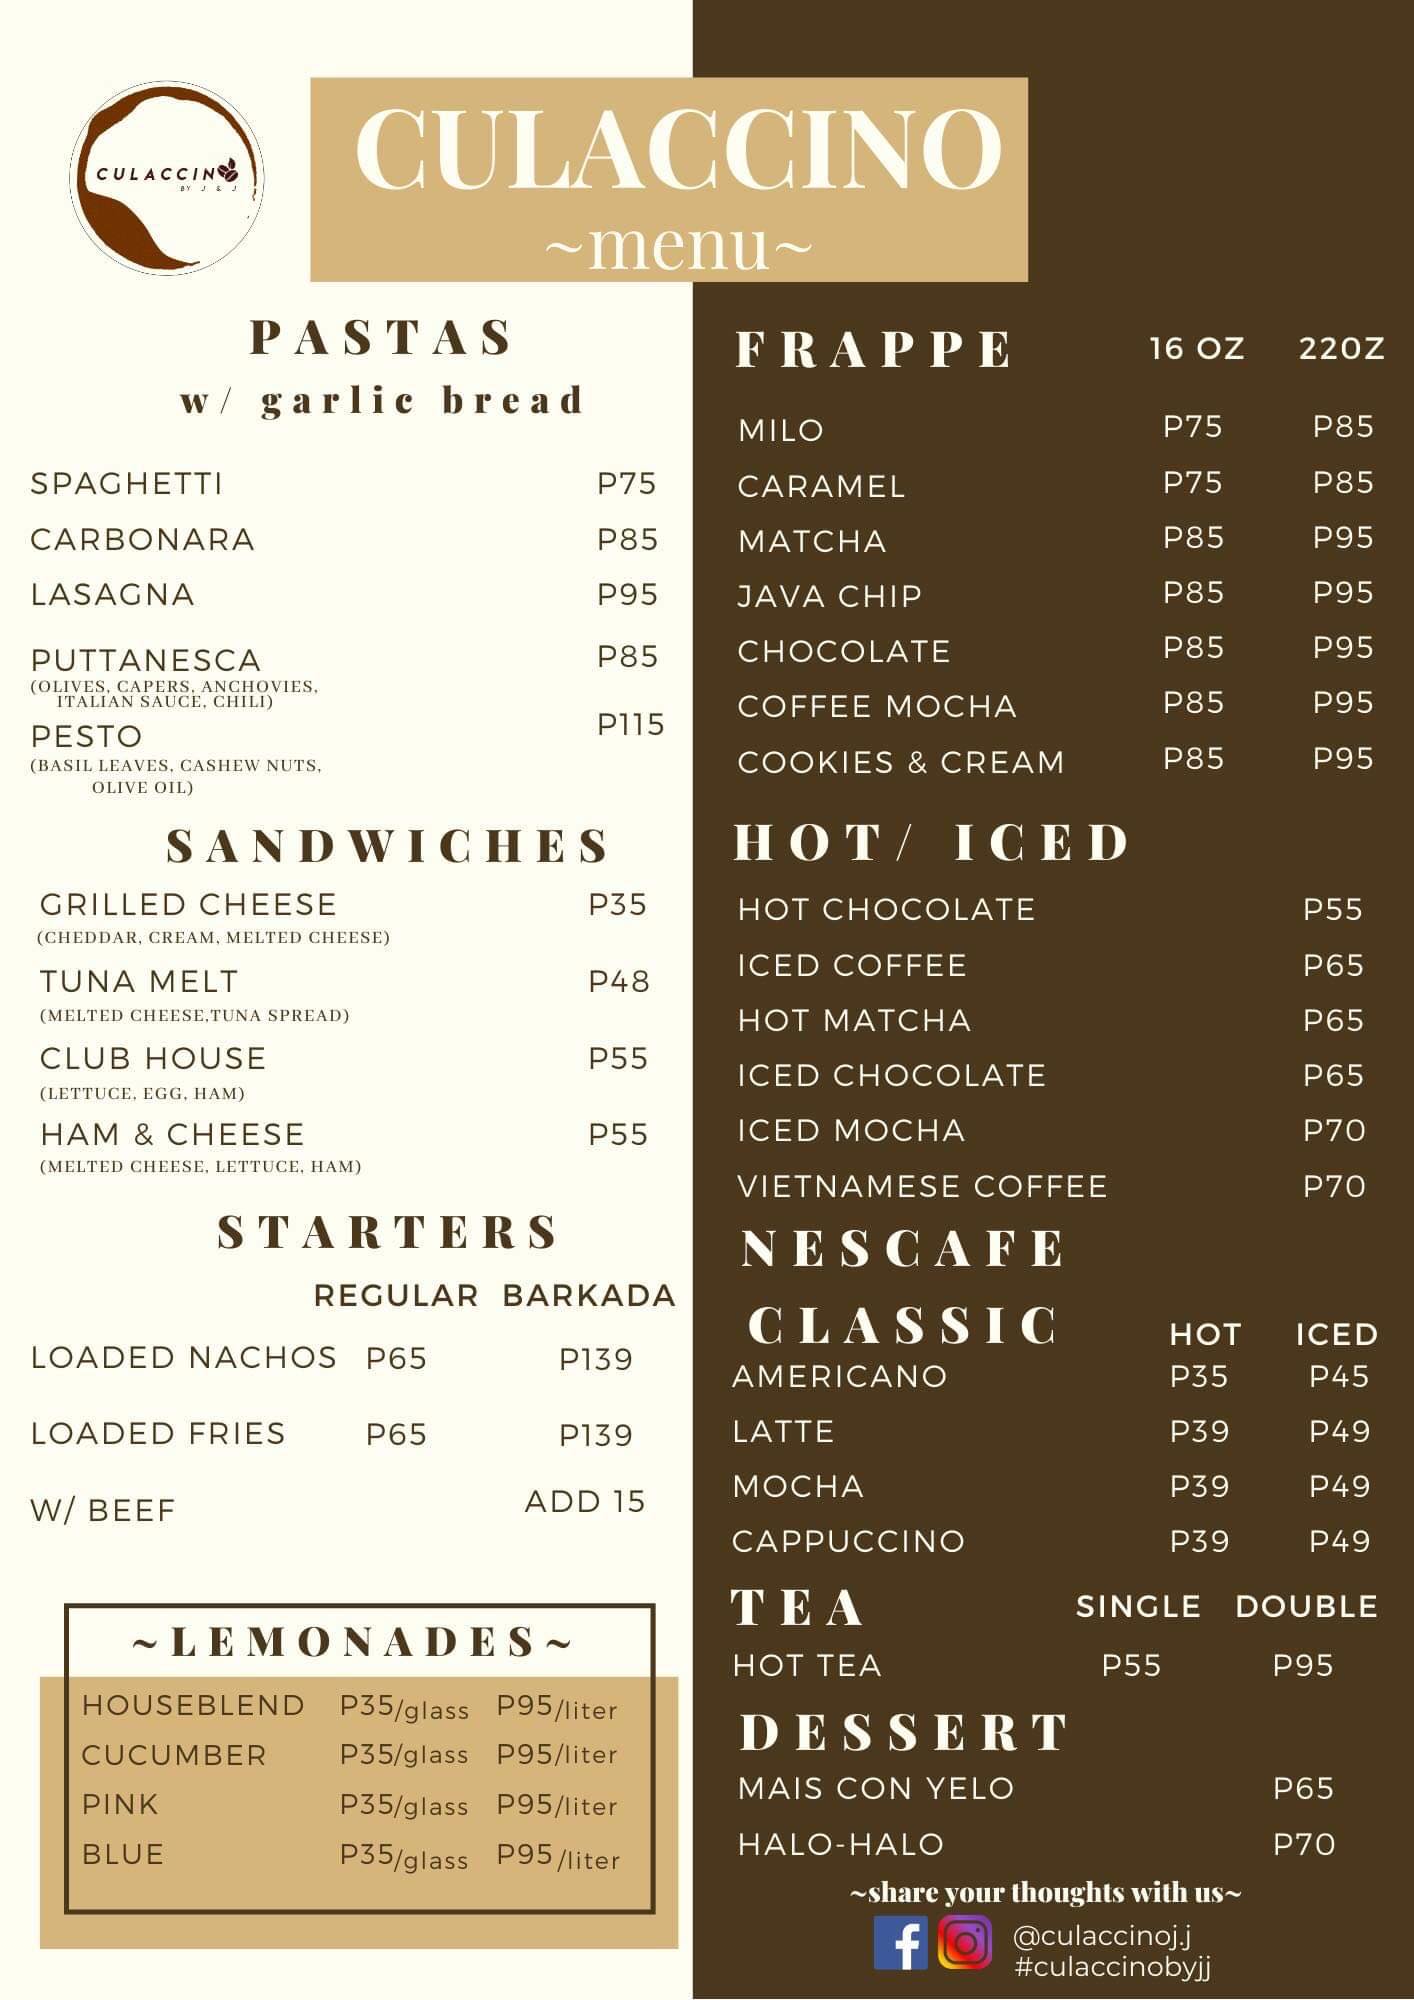 CULACCINO
BY J & J
CULACCINO
~menu~
PASTAS
w/ garlic bread
SPAGHETTI P75
CARBONARA P85
LASAGNA P95
PUTTANESCA P85
(OLIVES, CAPERS, ANCHOVIES,
ITALIAN SAUCE, CHILI)
PESTO P115
(BASIL LEAVES, CASHEW NUTS,
OLIVE OIL)
SANDWICHES
GRILLED CHEESE P35
(CHEDDAR, CREAM, MELTED CHEESE)
TUNA MELT P48
(MELTED CHEESE,TUNA SPREAD)
CLUB HOUSE P55
(LETTUCE, EGG, HAM)
HAM & CHEESE P55
(MELTED CHEESE, LETTUCE, HAM)
STARTERS
REGULAR BARKADA
LOADED NACHOS P65 P139
LOADED FRIES P65 P139
W/ BEEF ADD 15
~LEMONADES~
HOUSEBLEND P35/glass P95/liter
CUCUMBER P35/glass P95/liter
PINK P35/glass P95/liter
BLUE P35/glass P95/liter
FRAPPE 16 OZ 22OZ
MILO P75 P85
CARAMEL P75 P85
MATCHA P85 P95
JAVA CHIP P85 P95
CHOCOLATE P85 P95
COFFEE MOCHA P85 P95
COOKIES & CREAM P85 P95
HOT/ ICED
HOT CHOCOLATE P55
ICED COFFEE P65
HOT MATCHA P65
ICED CHOCOLATE P65
ICED MOCHA P70
VIETNAMESE COFFEE P70
NESCAFE
CLASSIC HOT ICED
AMERICANO P35 P45
LATTE P39 P49
MOCHA P39 P49
CAPPUCCINO P39 P49
TEA SINGLE DOUBLE
HOT TEA P55 P95
DESSERT
MAIS CON YELO P65
HALO-HALO P70
~share your thoughts with us~
@culaccinoj.j
#culaccinobyjj